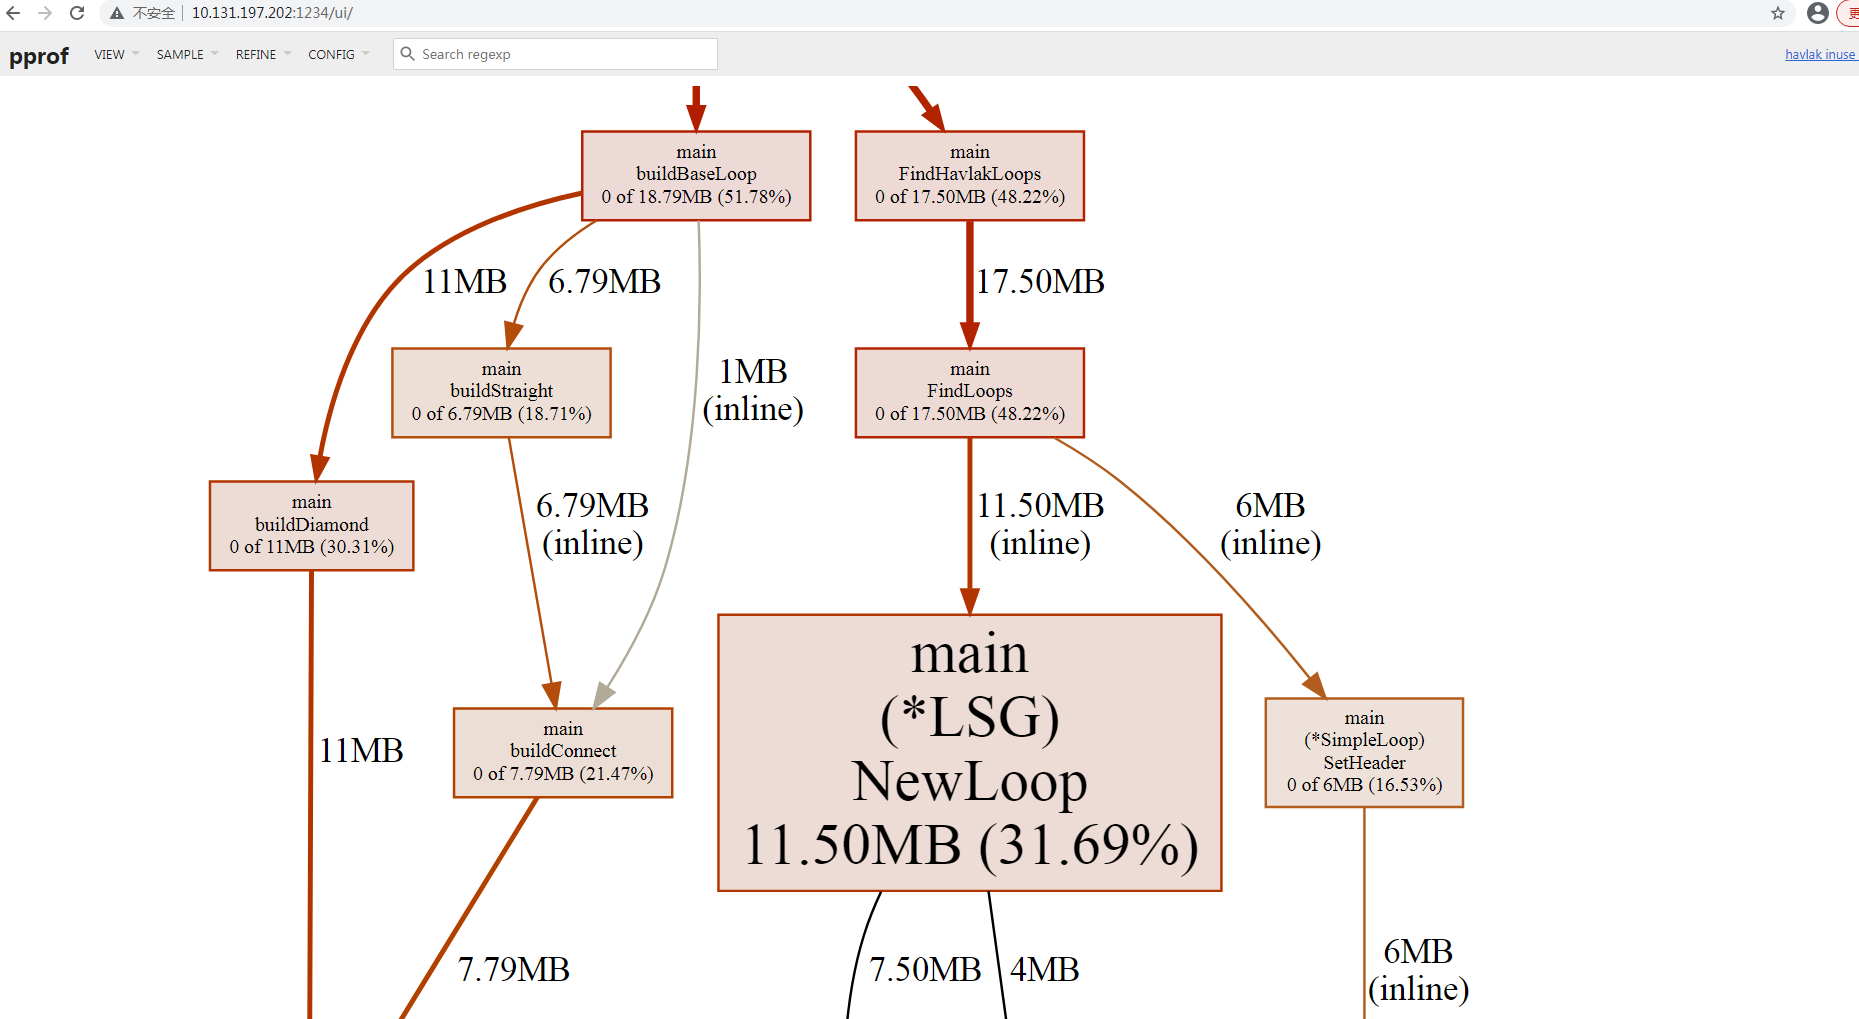 不安全 10.131.197.202:1234/ui/
更
pprof VIEW SAMPLE REFINE CONFIG Search regexp havlak inuse
main
buildBaseLoop
0 of 18.79MB (51.78%)
main
FindHavlakLoops
0 of 17.50MB (48.22%)
11MB
6.79MB
17.50MB
main
buildStraight
0 of 6.79MB (18.71%)
1MB
(inline)
main
FindLoops
0 of 17.50MB (48.22%)
main
buildDiamond
0 of 11MB (30.31%)
6.79MB
(inline)
11.50MB
(inline)
6MB
(inline)
main
buildConnect
0 of 7.79MB (21.47%)
main
(*LSG)
NewLoop
11.50MB (31.69%)
main
(*SimpleLoop)
SetHeader
0 of 6MB (16.53%)
11MB
7.79MB
7.50MB
4MB
6MB
(inline)